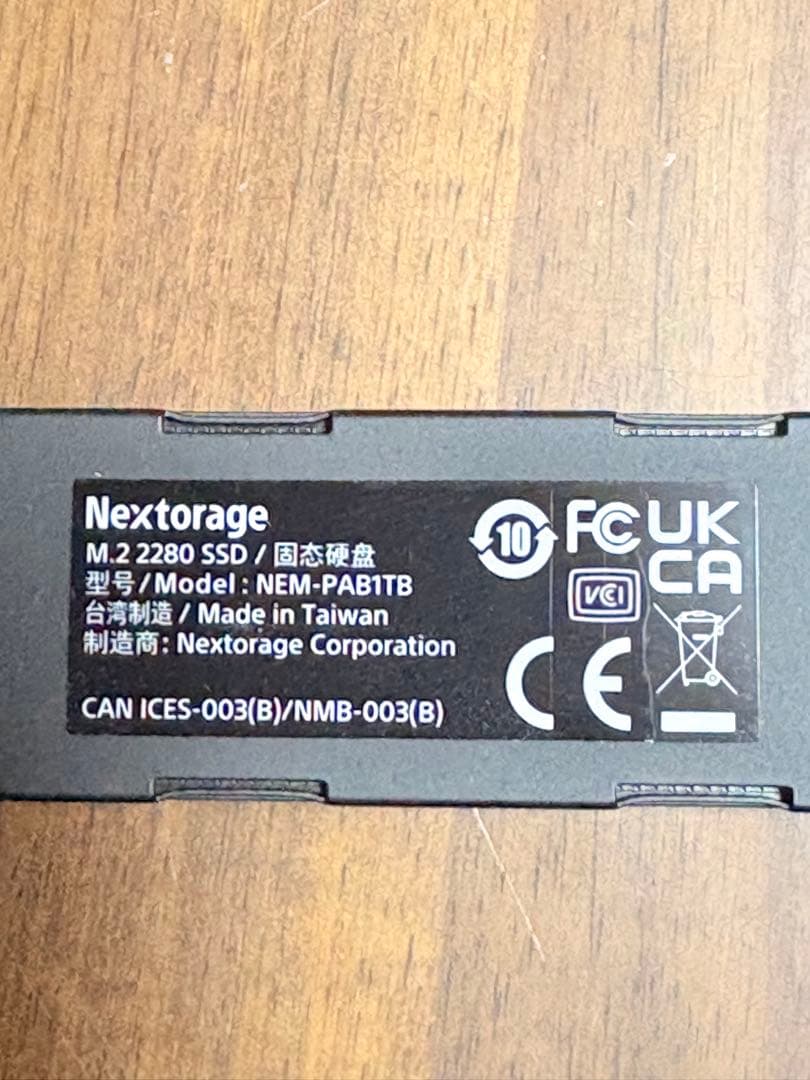 Nextorage
M.2 2280 SSD / 固态硬盘
型号/Model : NEM-PAB1TB
台湾制造 / Made in Taiwan
制造商: Nextorage Corporation
CAN ICES-003(B)/NMB-003(B)
10
FC
UK
CA
VCI
CE